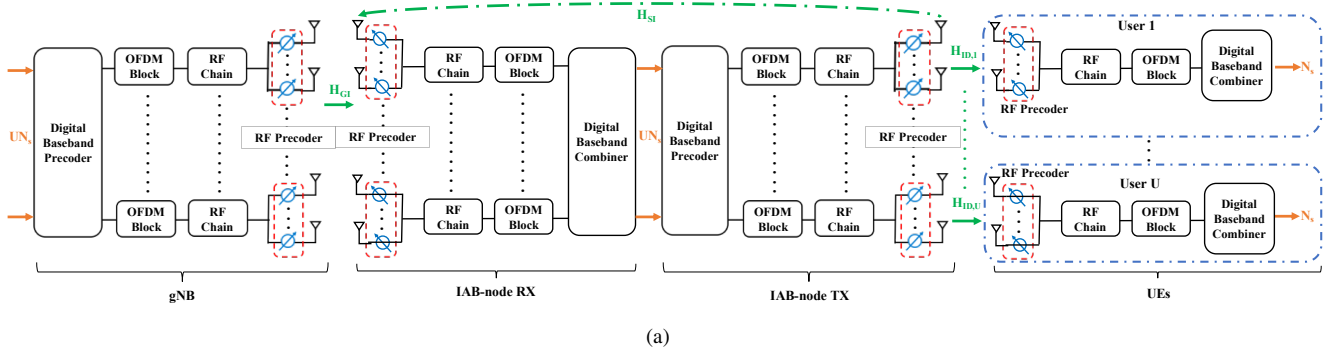 H_SI
User 1
OFDM
Block
RF
Chain
H_GI
RF
Chain
OFDM
Block
OFDM
Block
RF
Chain
H_ID,1
RF
Chain
OFDM
Block
Digital
Baseband
Combiner
N_s
RF Precoder
UN_s
Digital
Baseband
Precoder
RF Precoder
RF Precoder
Digital
Baseband
Combiner
UN_s
Digital
Baseband
Precoder
RF Precoder
User U
RF Precoder
OFDM
Block
RF
Chain
RF
Chain
OFDM
Block
OFDM
Block
RF
Chain
H_ID,U
RF
Chain
OFDM
Block
Digital
Baseband
Combiner
N_s
gNB
IAB-node RX
IAB-node TX
UEs
(a)